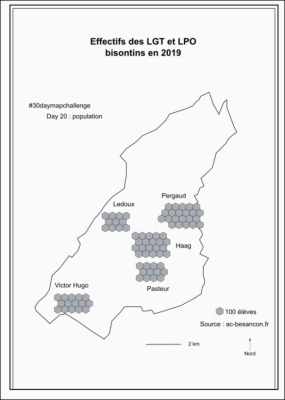 Effectifs des LGT et LPO
bisontins en 2019
#30daymapchallenge
Day 20 : population
Pergaud
Ledoux
Haag
Pasteur
Victor Hugo
100 élèves
Source : ac-besancon.fr
2 km
Nord